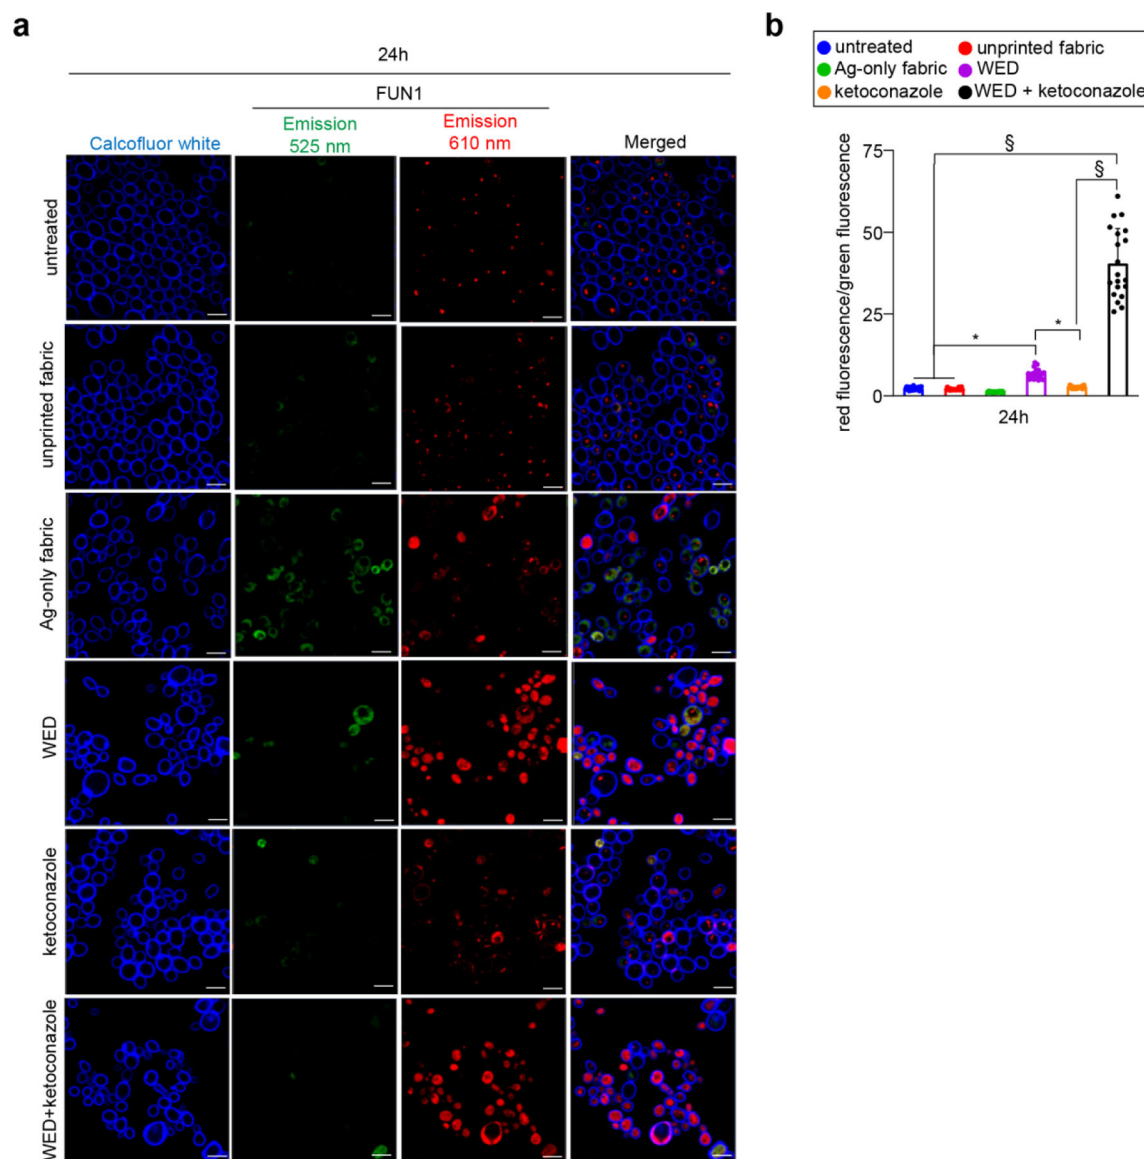 a
24h
FUN1
Calcofluor white
Emission
525 nm
Emission
610 nm
Merged
untreated
unprinted fabric
Ag-only fabric
WED
ketoconazole
WED+ketoconazole
b
untreated
unprinted fabric
Ag-only fabric
WED
ketoconazole
WED + ketoconazole
red fluorescence/green fluorescence
75
50
25
0
§
§
*
*
24h